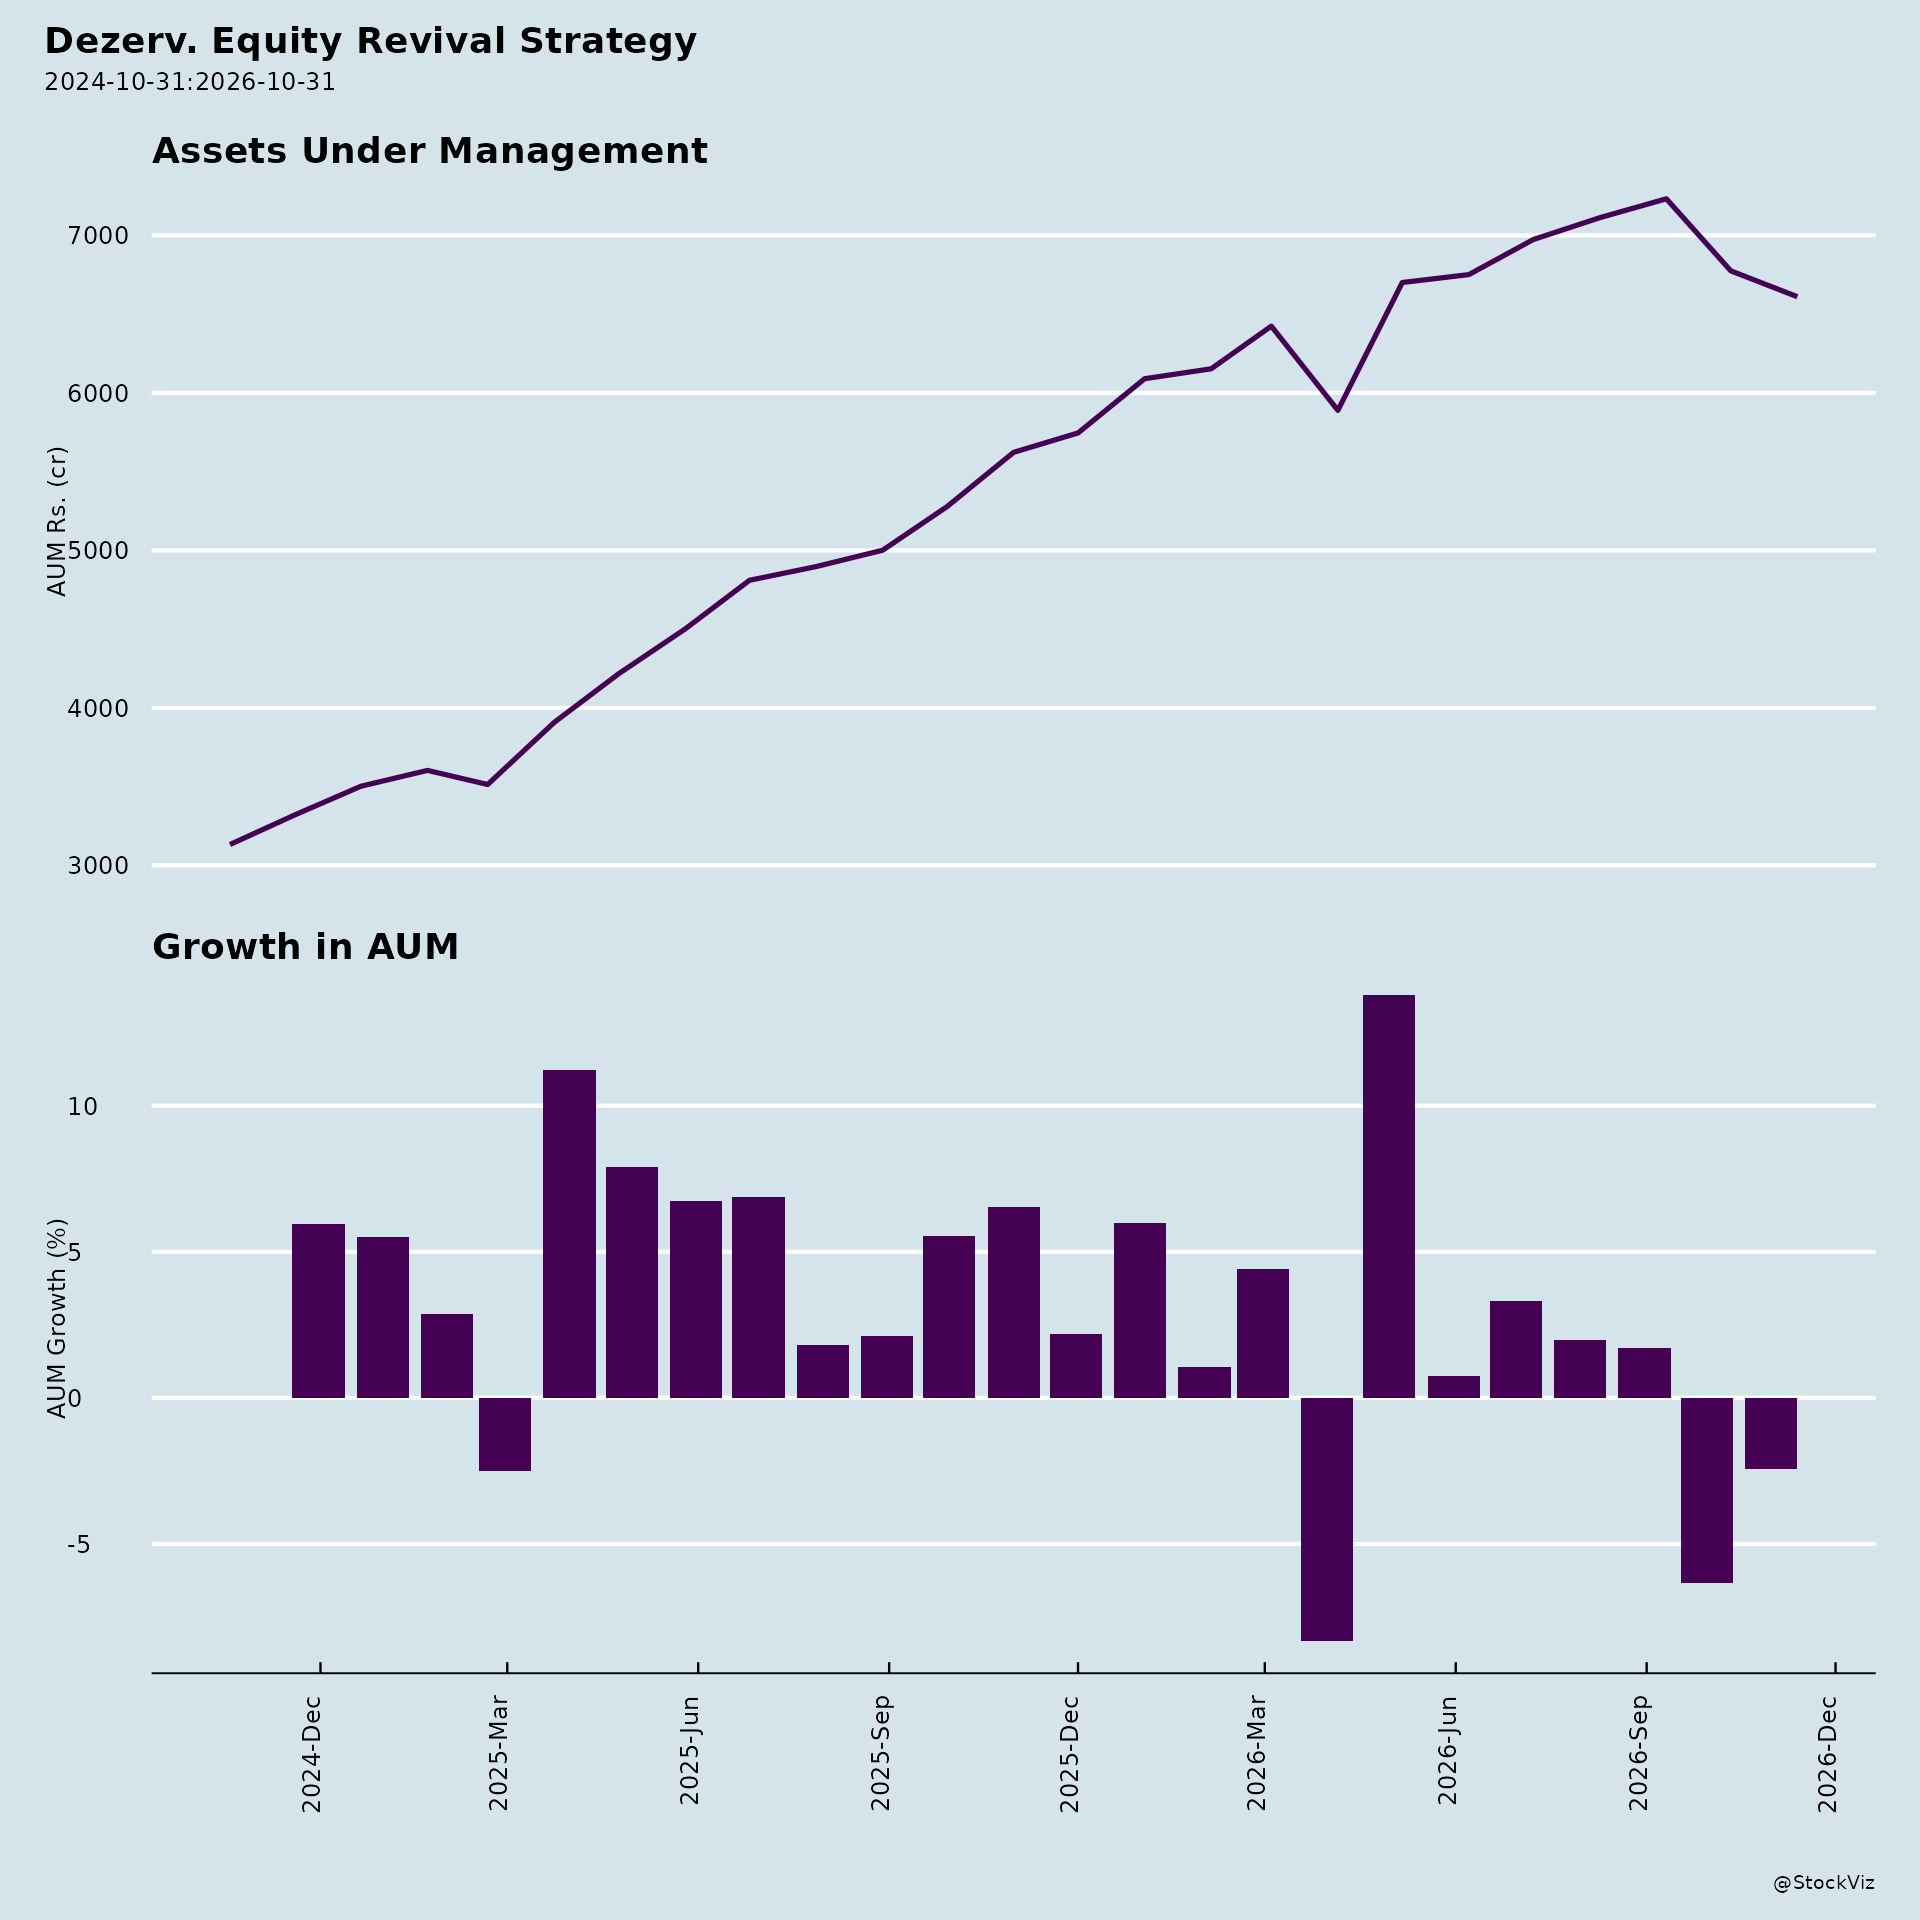 Dezerv. Equity Revival Strategy
2024-10-31:2026-10-31
Assets Under Management
7000
6000
5000
4000
3000
AUM Rs. (cr)
Growth in AUM
10
5
0
-5
AUM Growth (%)
2024-Dec
2025-Mar
2025-Jun
2025-Sep
2025-Dec
2026-Mar
2026-Jun
2026-Sep
2026-Dec
@StockViz